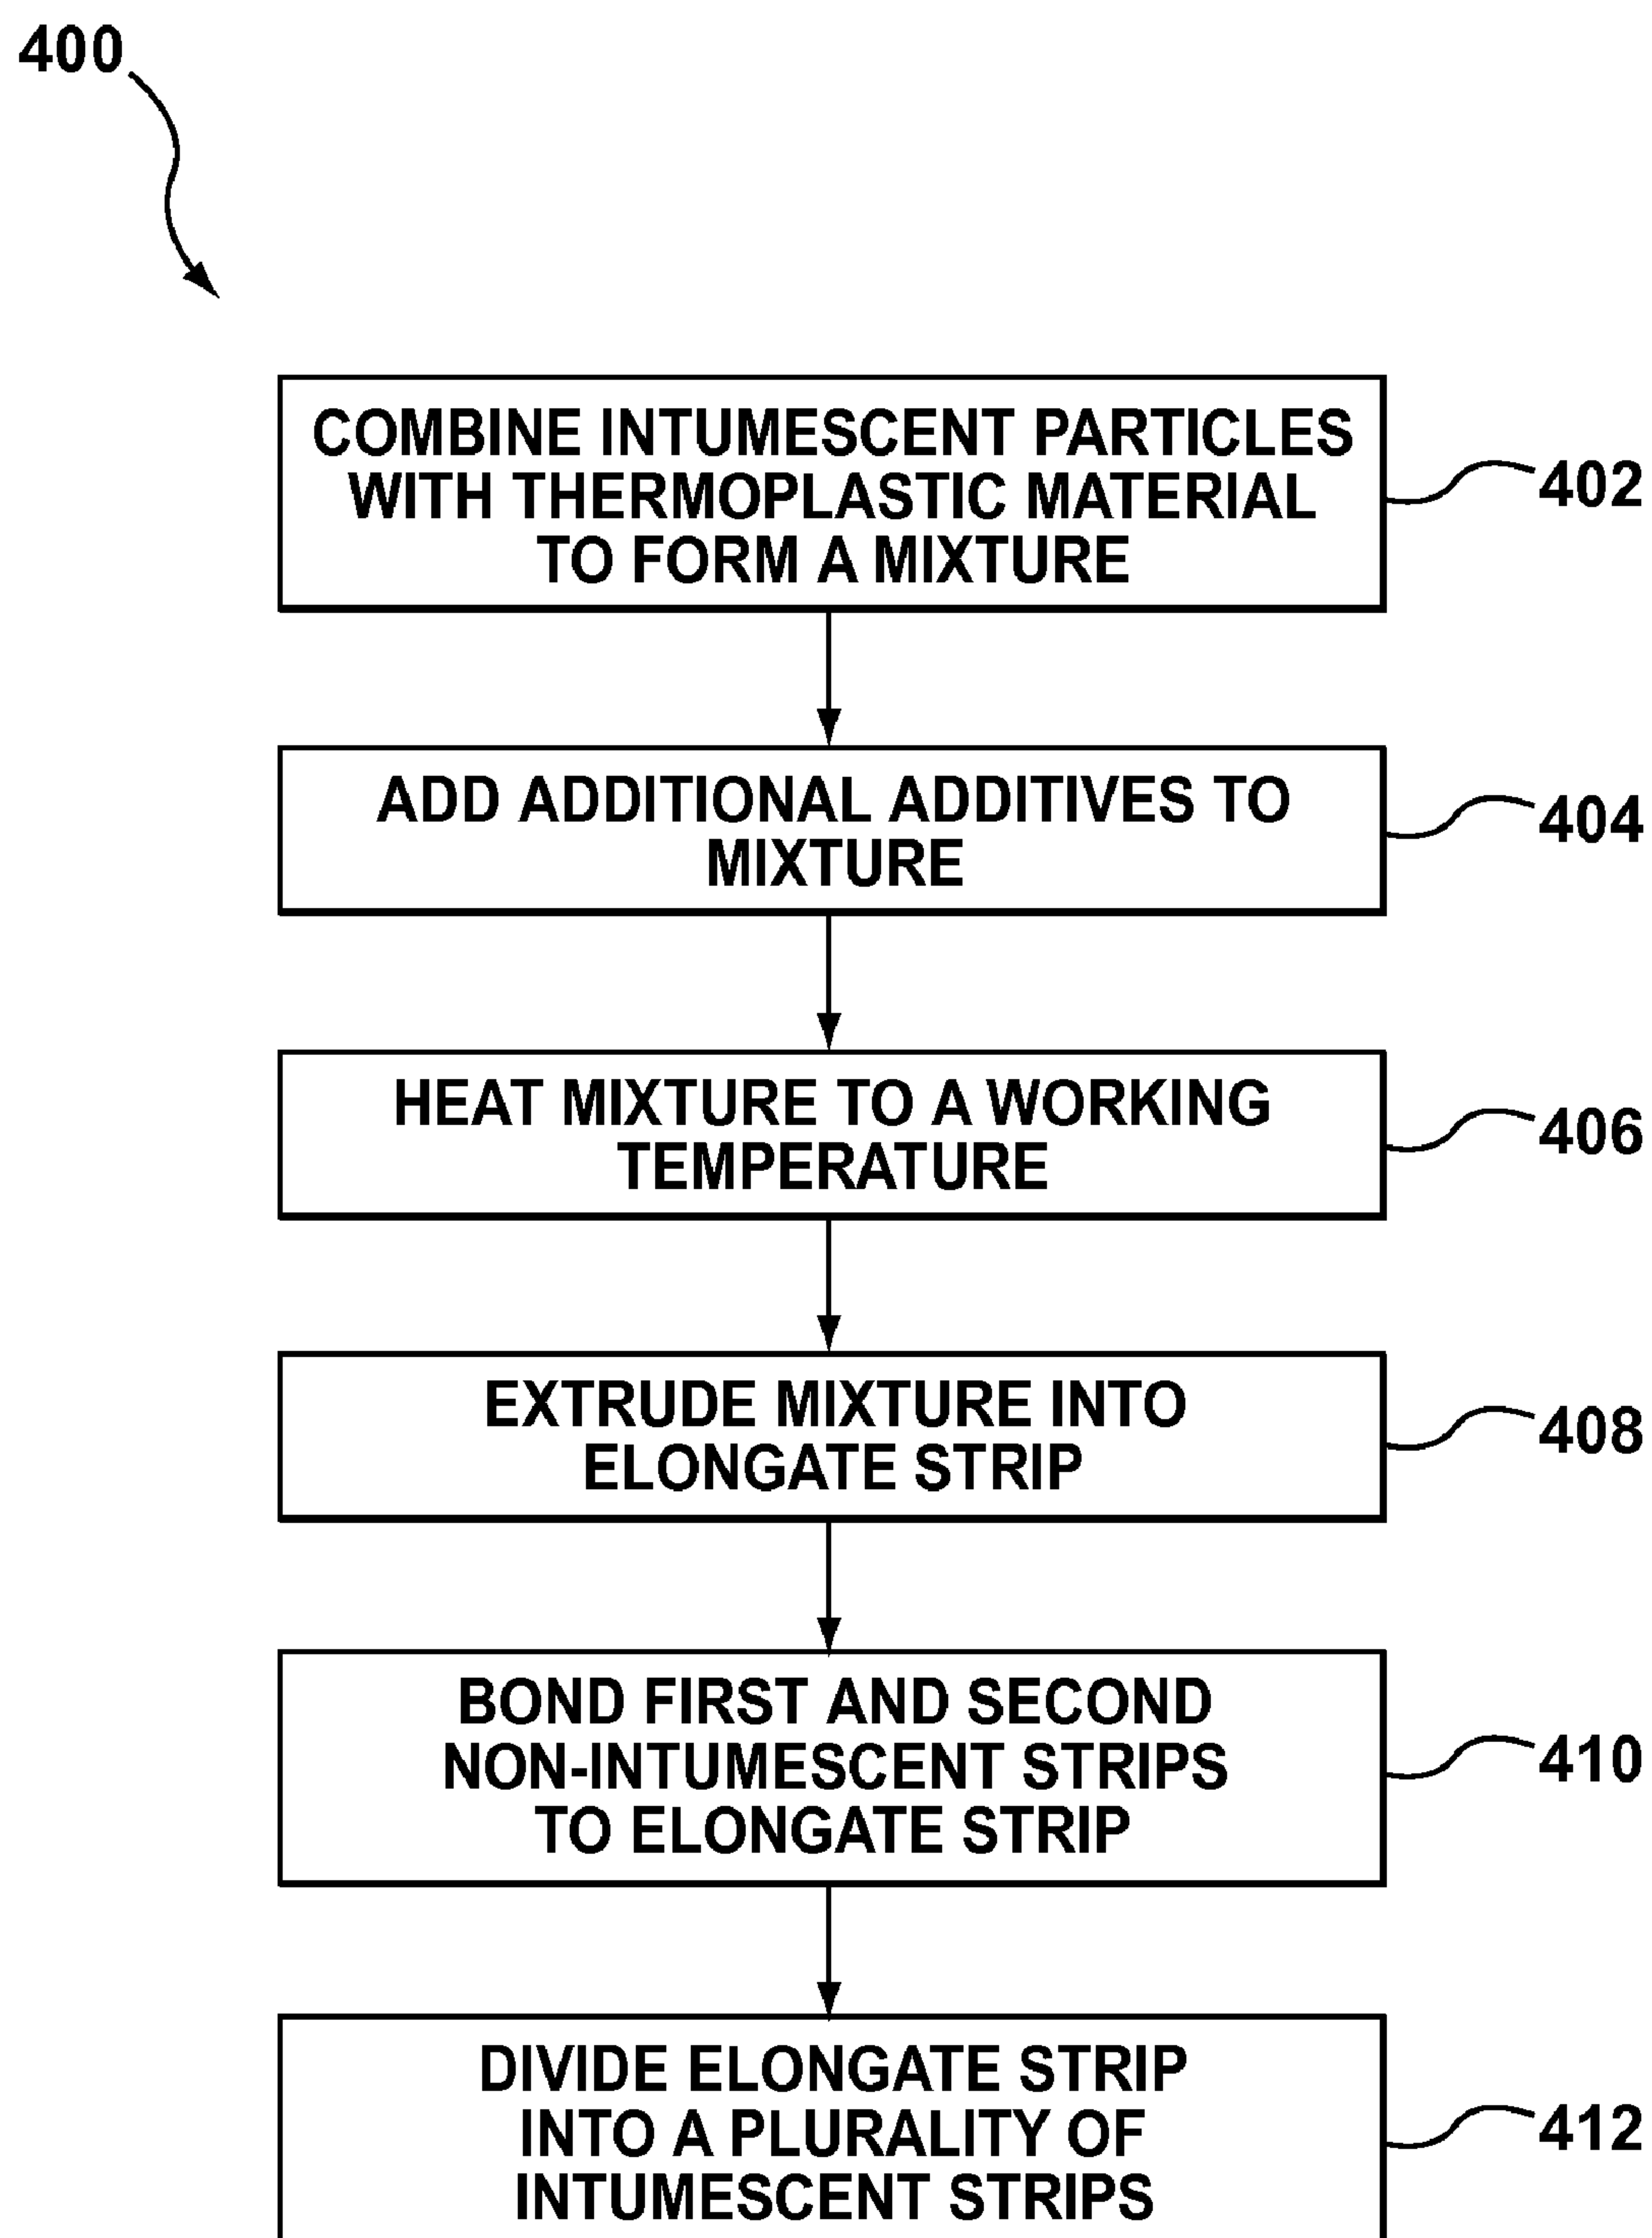 400
COMBINE INTUMESCENT PARTICLES
WITH THERMOPLASTIC MATERIAL
TO FORM A MIXTURE
402
ADD ADDITIONAL ADDITIVES TO
MIXTURE
404
HEAT MIXTURE TO A WORKING
TEMPERATURE
406
EXTRUDE MIXTURE INTO
ELONGATE STRIP
408
BOND FIRST AND SECOND
NON-INTUMESCENT STRIPS
TO ELONGATE STRIP
410
DIVIDE ELONGATE STRIP
INTO A PLURALITY OF
INTUMESCENT STRIPS
412